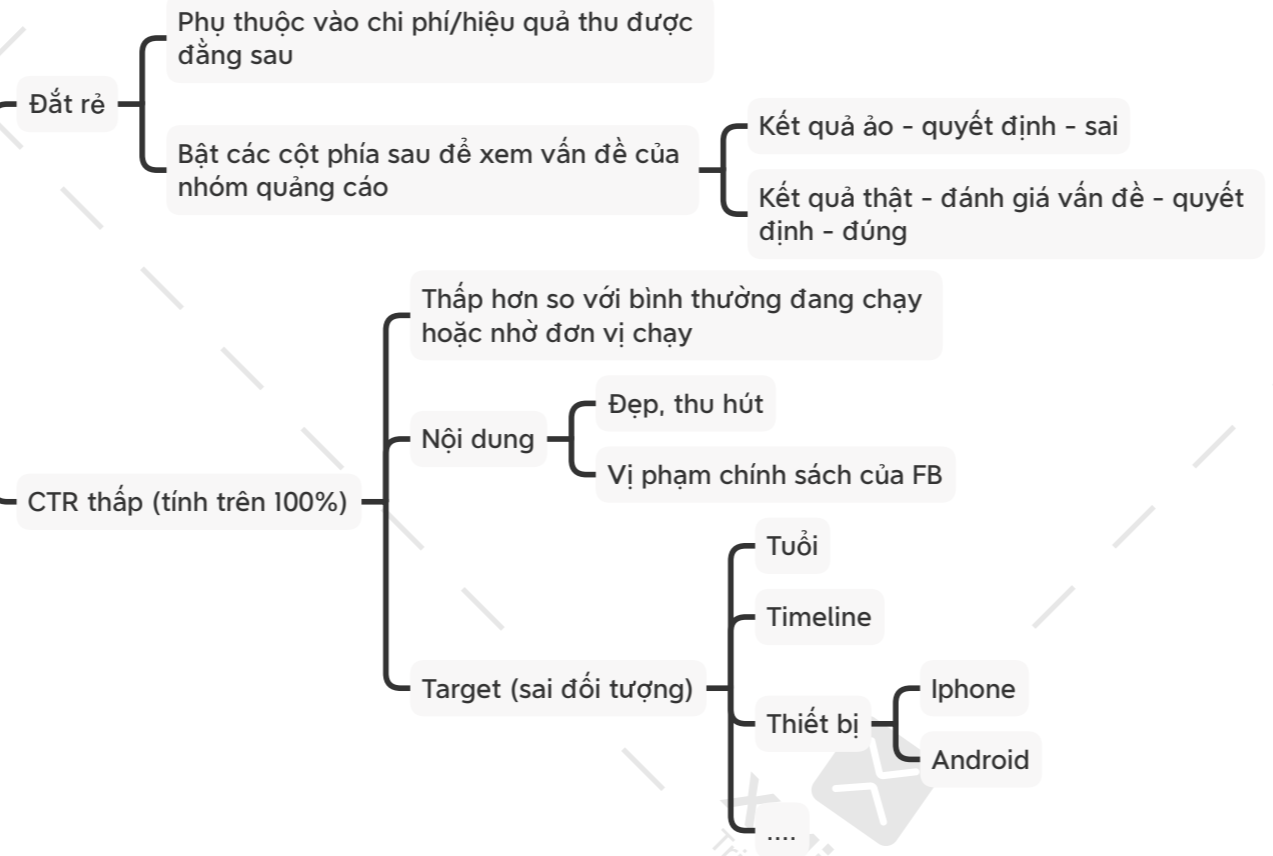 Phụ thuộc vào chi phí/hiệu quả thu được
đằng sau
Đắt rẻ
Bật các cột phía sau để xem vấn đề của
nhóm quảng cáo
Kết quả ảo - quyết định - sai
Kết quả thật - đánh giá vấn đề - quyết
định - đúng
Thấp hơn so với bình thường đang chạy
hoặc nhờ đơn vị chạy
Nội dung
Đẹp, thu hút
Vị phạm chính sách của FB
CTR thấp (tính trên 100%)
Target (sai đối tượng)
Tuổi
Timeline
Thiết bị
Iphone
Android
....